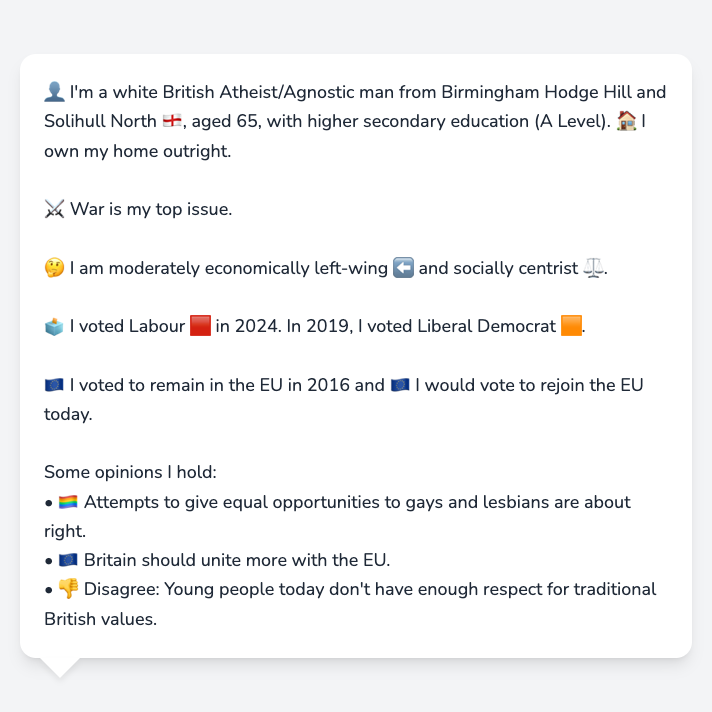 👤 I'm a white British Atheist/Agnostic man from Birmingham Hodge Hill and
Solihull North 🏴󠁧󠁢󠁥󠁮󠁧󠁿, aged 65, with higher secondary education (A Level). 🏠 I
own my home outright.
⚔️ War is my top issue.
🤔 I am moderately economically left-wing ⬅️ and socially centrist ⚖️.
🗳️ I voted Labour 🟥 in 2024. In 2019, I voted Liberal Democrat 🟧.
🇪🇺 I voted to remain in the EU in 2016 and 🇪🇺 I would vote to rejoin the EU
today.
Some opinions I hold:
• 🏳️‍🌈 Attempts to give equal opportunities to gays and lesbians are about
right.
• 🇪🇺 Britain should unite more with the EU.
• 👎 Disagree: Young people today don't have enough respect for traditional
British values.